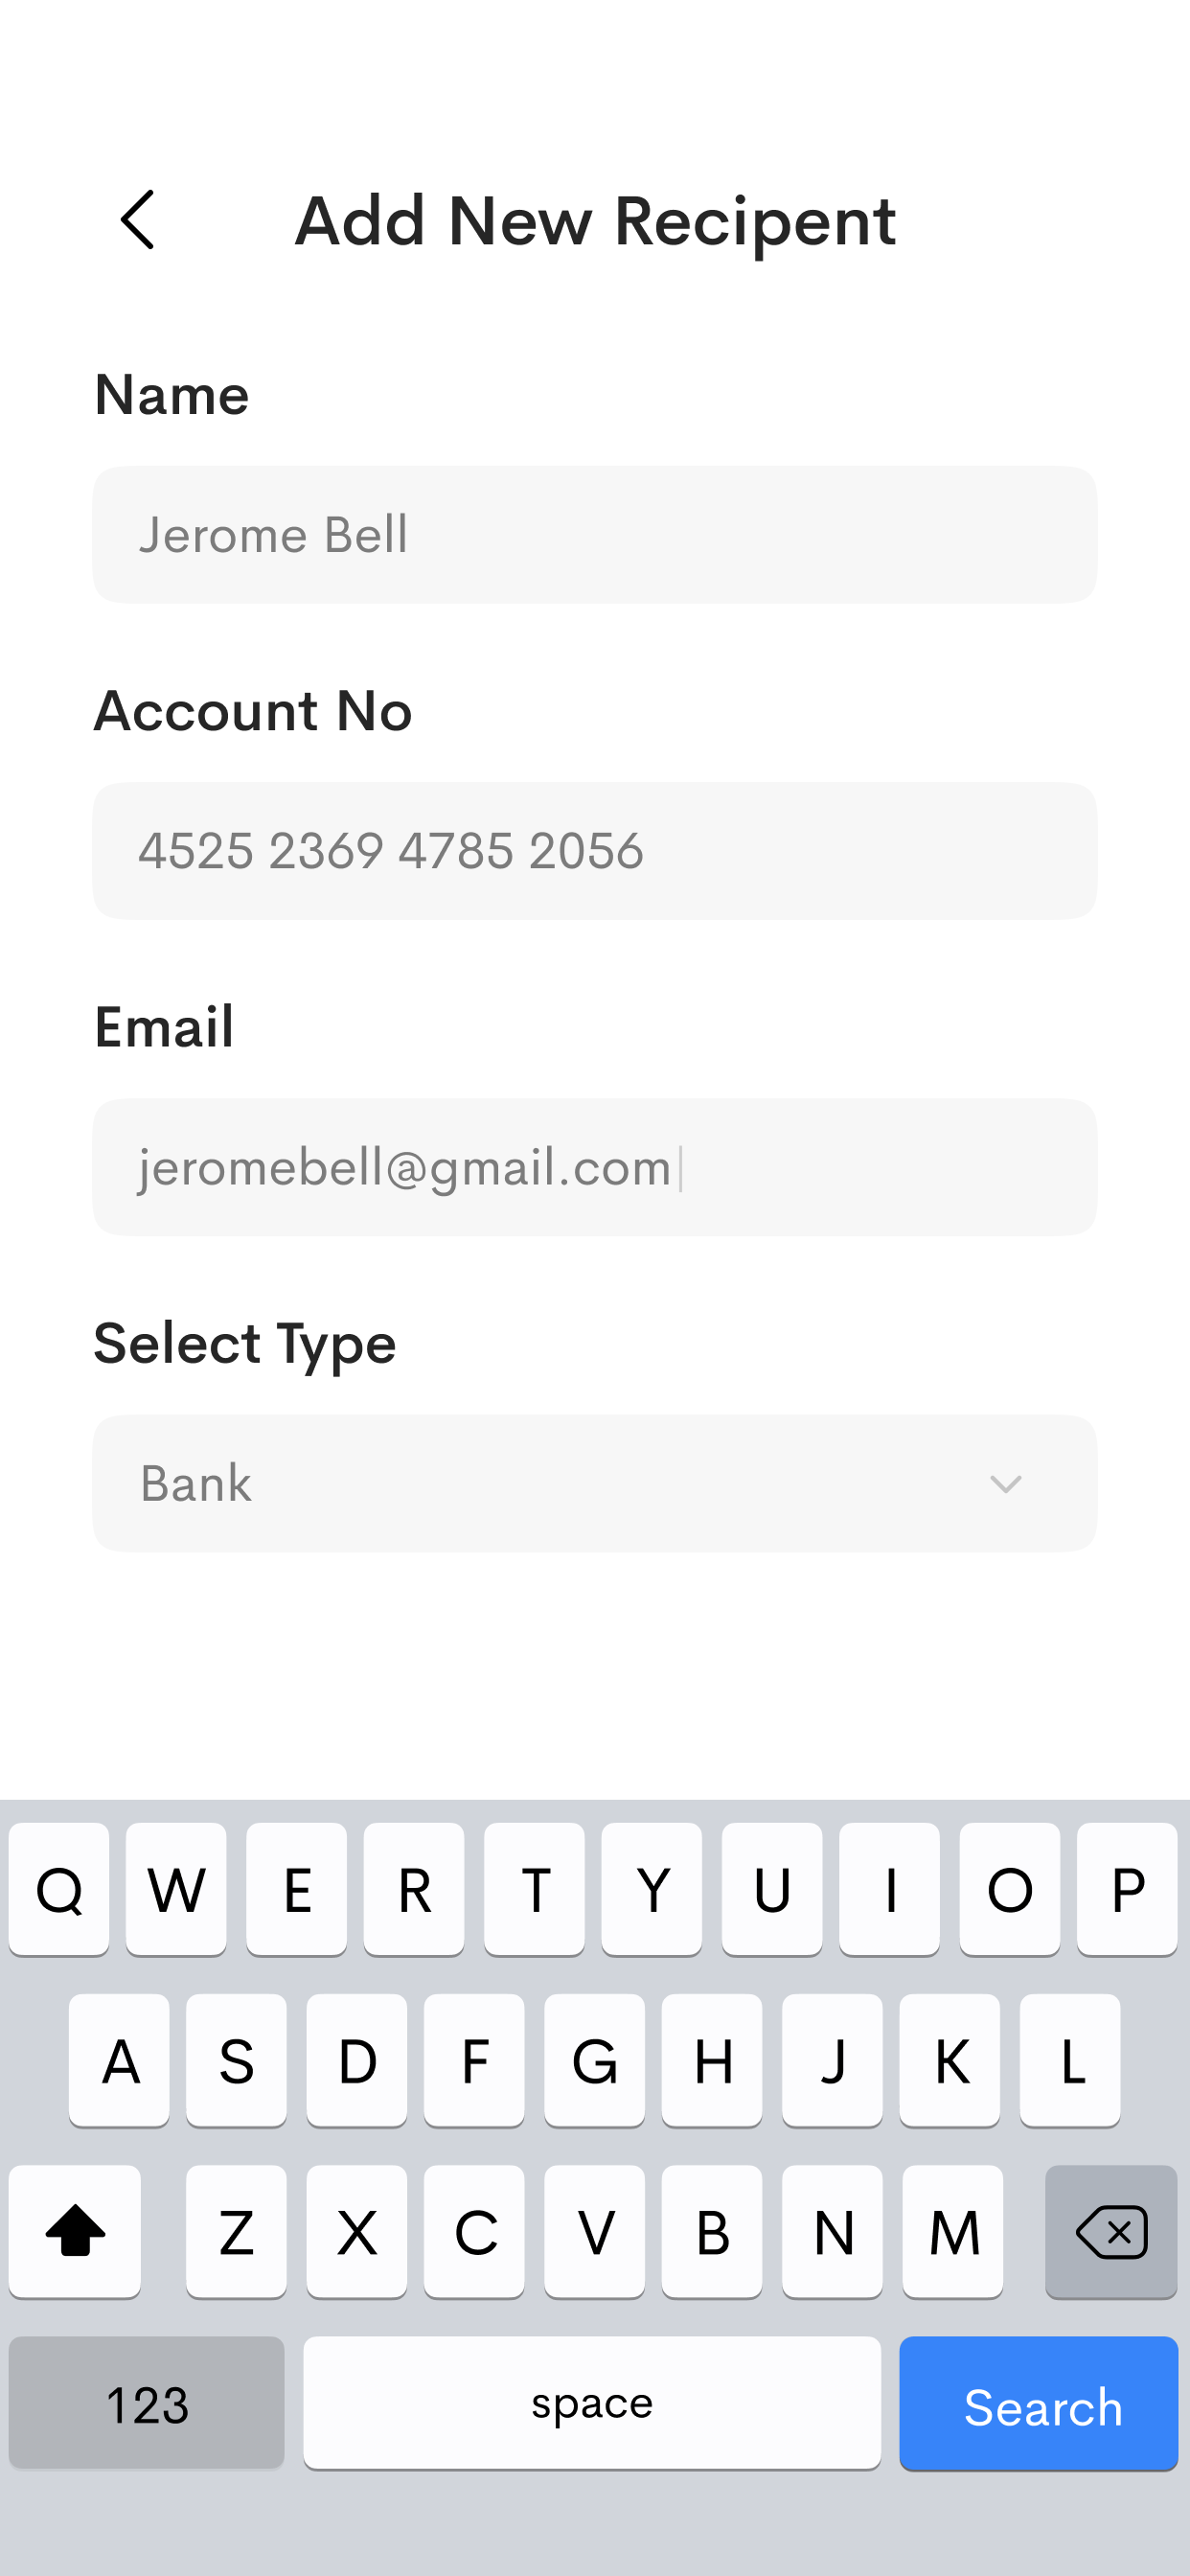 Add New Recipent
Name
Jerome Bell
Account No
4525 2369 4785 2056
Email
jeromebell@gmail.com
Select Type
Bank
Q W E R T Y U I O P
A S D F G H J K L
Z X C V B N M
123 space Search